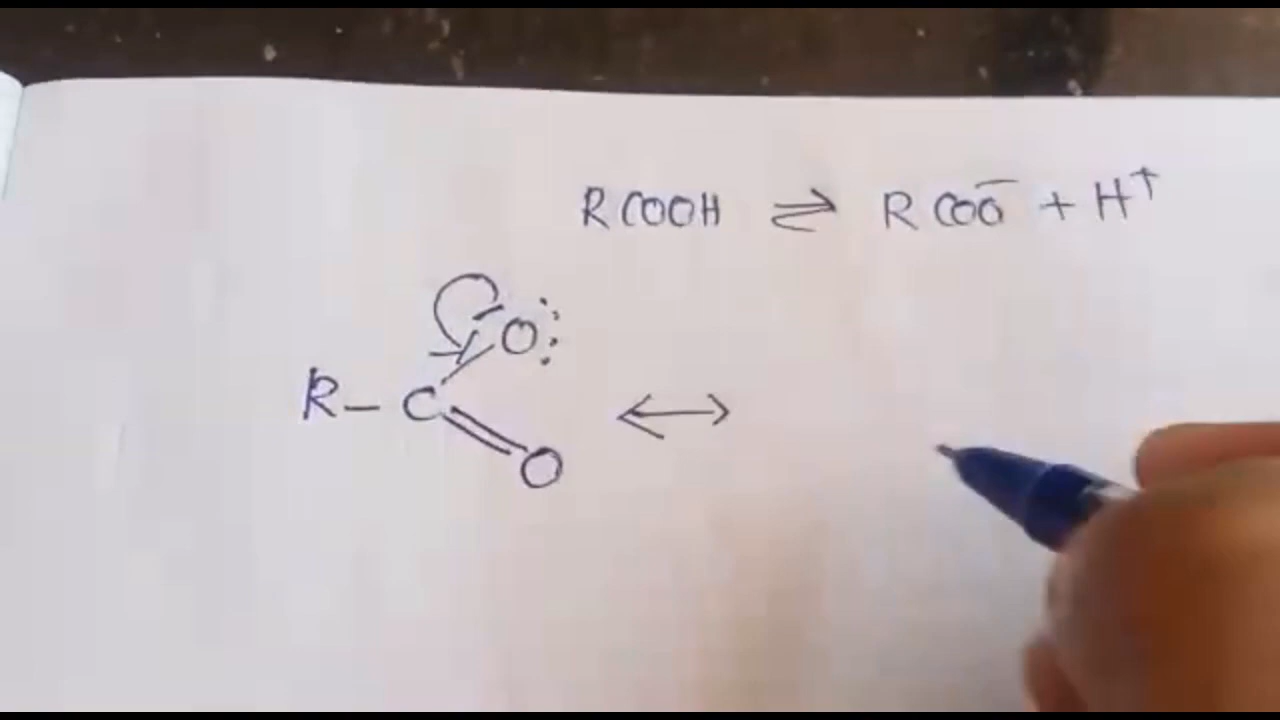 RCOOH ⇌ RCOO⁻ + H⁺
O
R – C ↔
O